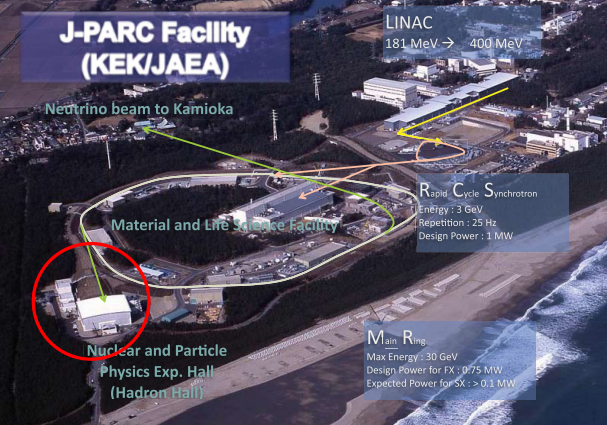 J-PARC Facility
(KEK/JAEA)
LINAC
181 MeV → 400 MeV
Neutrino beam to Kamioka
Rapid Cycle Synchrotron
Energy : 3 GeV
Repetition : 25 Hz
Design Power : 1 MW
Material and Life Science Facility
Main Ring
Max Energy : 30 GeV
Design Power for FX : 0.75 MW
Expected Power for SX : > 0.1 MW
Nuclear and Particle
Physics Exp. Hall
(Hadron Hall)